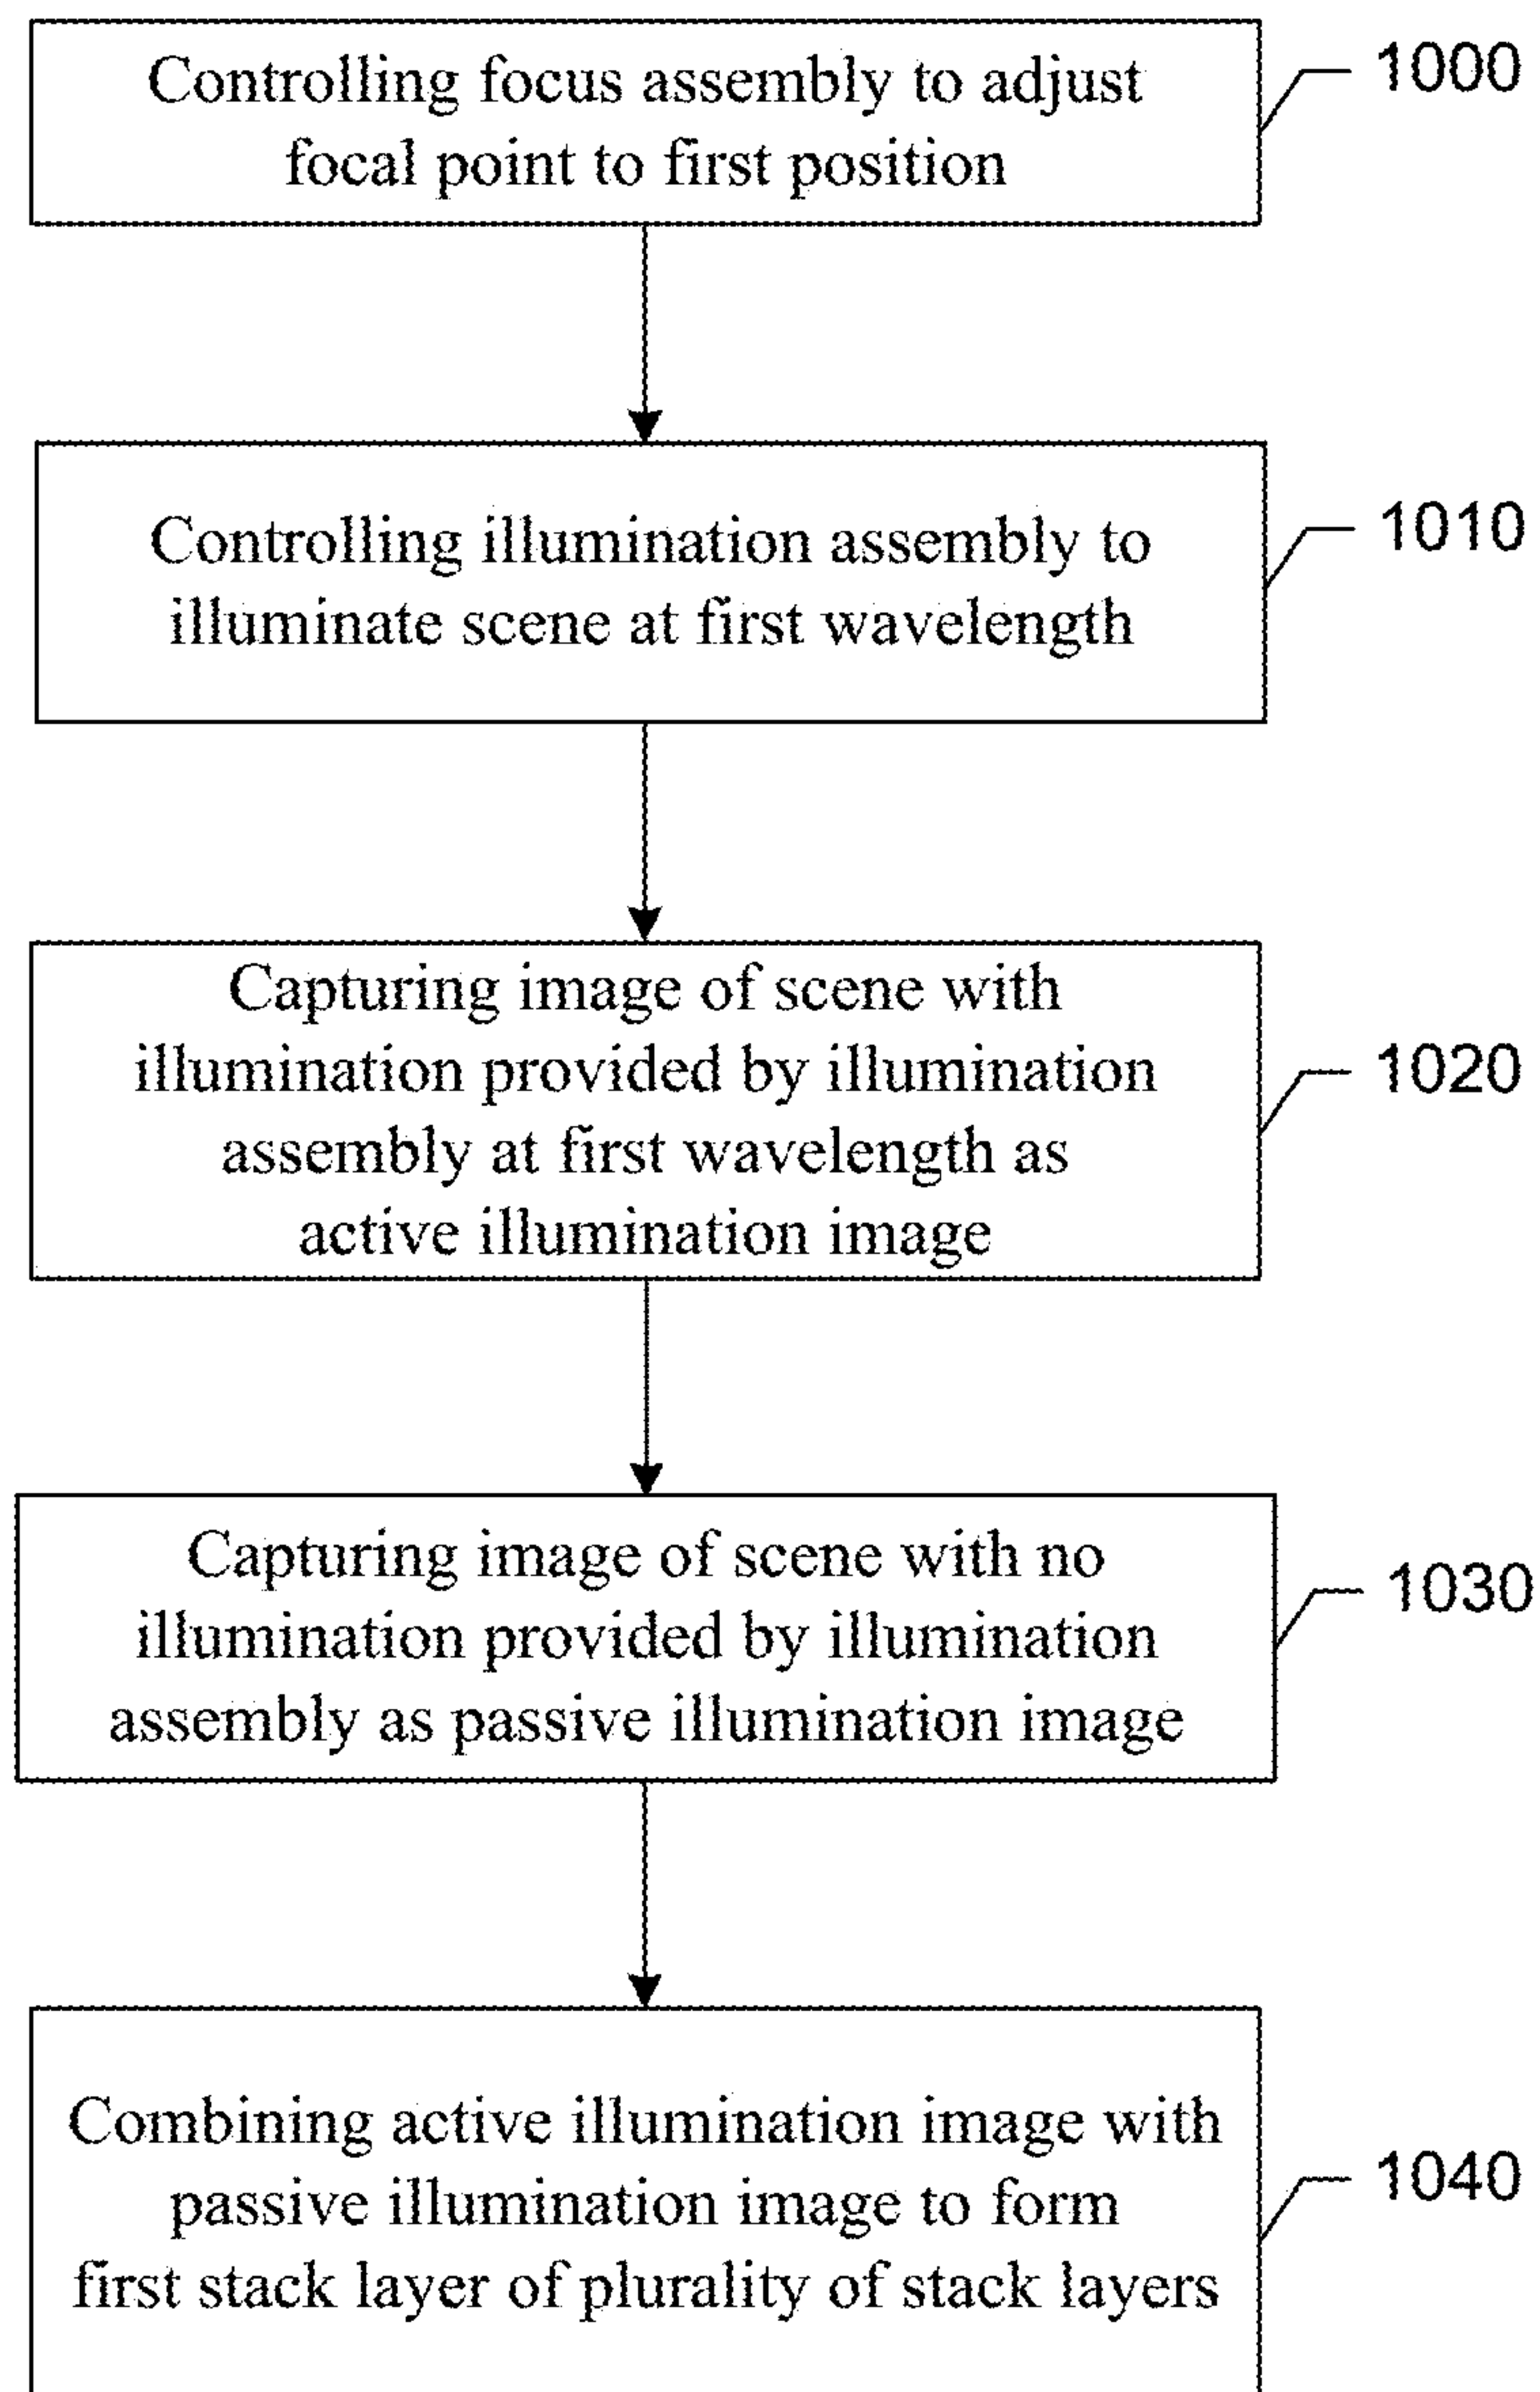 Controlling focus assembly to adjust
focal point to first position
1000
Controlling illumination assembly to
illuminate scene at first wavelength
1010
Capturing image of scene with
illumination provided by illumination
assembly at first wavelength as
active illumination image
1020
Capturing image of scene with no
illumination provided by illumination
assembly as passive illumination image
1030
Combining active illumination image with
passive illumination image to form
first stack layer of plurality of stack layers
1040